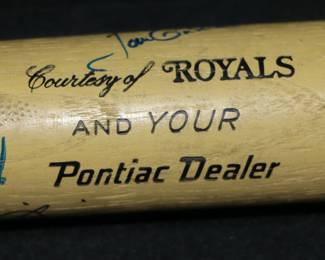 Courtesy of ROYALS
AND YOUR
Pontiac Dealer